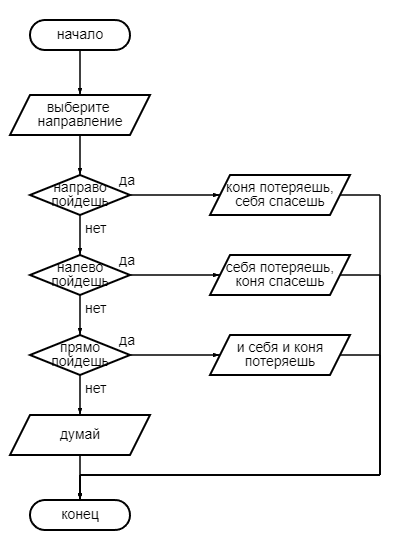 начало
выберите
направление
направо
пойдешь
да
коня потеряешь,
себя спасешь
нет
налево
пойдешь
да
себя потеряешь,
коня спасешь
нет
прямо
пойдешь
да
и себя и коня
потеряешь
нет
думай
конец